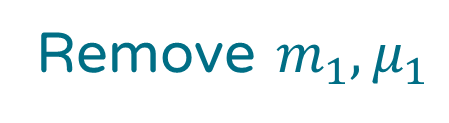 Remove 𝑚₁, 𝜇₁